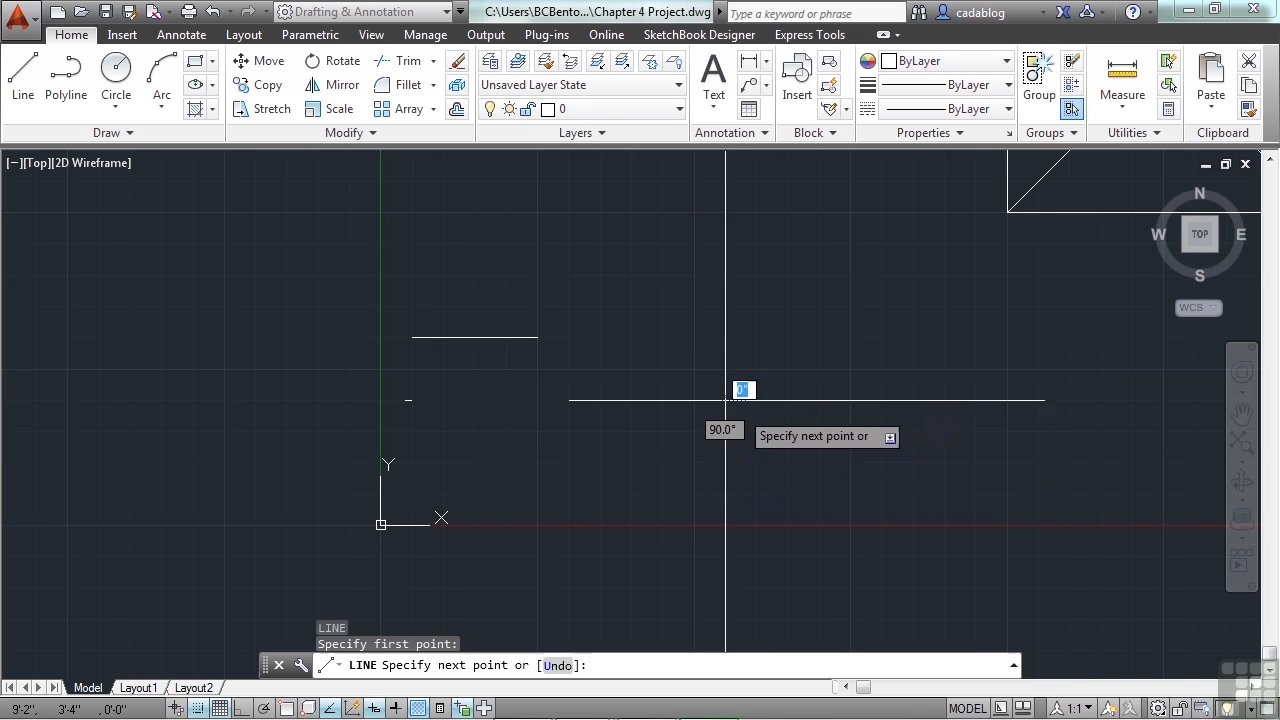 Drafting & Annotation
C:\Users\BCBento...\Chapter 4 Project.dwg
Type a keyword or phrase
cadablog
Home Insert Annotate Layout Parametric View Manage Output Plug-ins Online SketchBook Designer Express Tools
Line Polyline Circle Arc
Move Rotate Trim
Copy Mirror Fillet
Stretch Scale Array
Unsaved Layer State
0
Text
Insert
ByLayer
ByLayer
ByLayer
Group
Measure
Paste
Draw Modify Layers Annotation Block Properties Groups Utilities Clipboard
[−][Top][2D Wireframe]
N
W TOP E
S
WCS
0"
90.0°
Specify next point or
Y
X
LINE
Specify first point:
LINE Specify next point or [Undo]:
Model Layout1 Layout2
9'-2", 3'-4" , 0'-0" MODEL 1:1